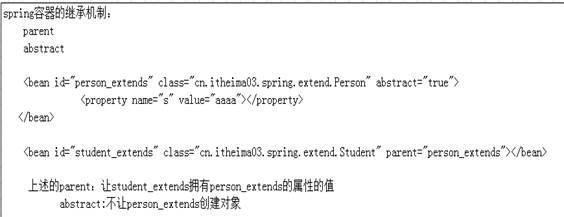 spring容器的继承机制：
parent
abstract
<bean id="person_extends" class="cn.itheima03.spring.extend.Person" abstract="true">
<property name="s" value="aaaa"></property>
</bean>
<bean id="student_extends" class="cn.itheima03.spring.extend.Student" parent="person_extends"></bean>
上述的parent：让student_extends拥有person_extends的属性的值
abstract:不让person_extends创建对象